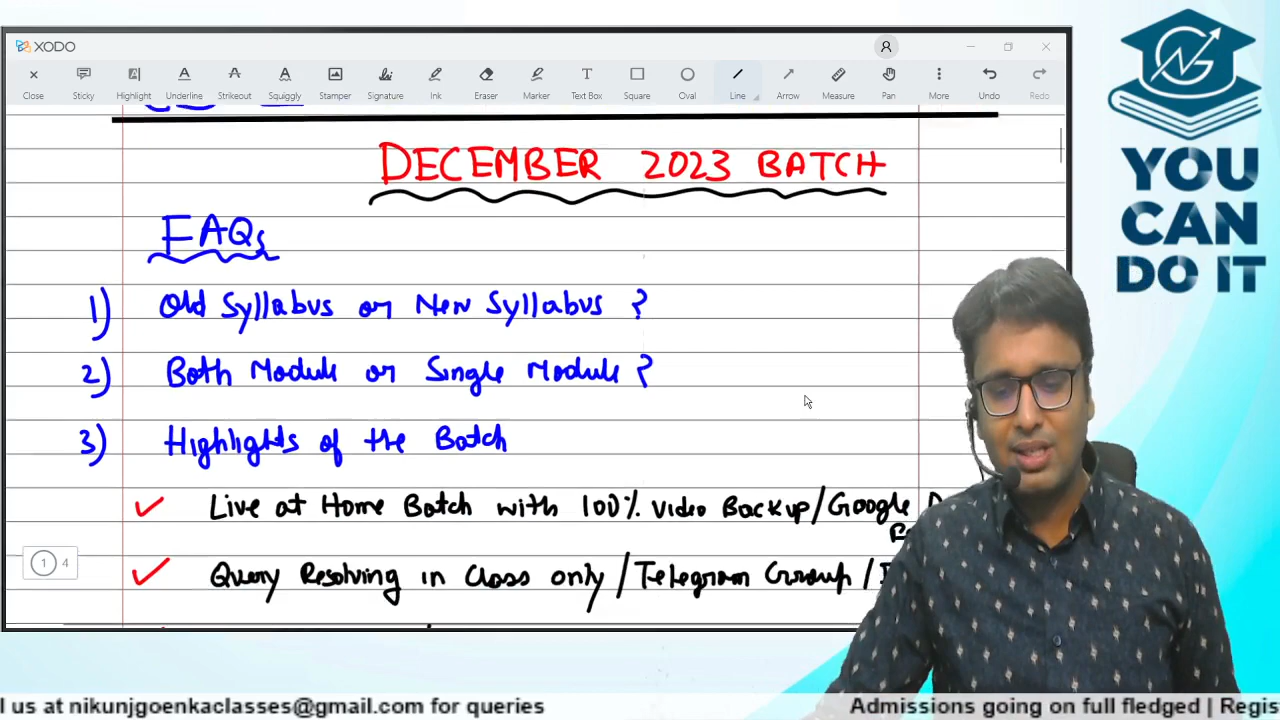 XODO
Close Sticky Highlight Underline Strikeout Squiggly Stamper Signature Ink Eraser Marker Text Box Square Oval Line Arrow Measure Pan More Undo Redo
DECEMBER 2023 BATCH
FAQs
1) Old Syllabus or New Syllabus ?
2) Both Module or Single Module ?
3) Highlights of the Batch
Live at Home Batch with 100% Video Backup/Google
Query Resolving in Class only /Telegram Group /
1 4
YOU
CAN
DO IT
l us at nikunjgoenkaclasses@gmail.com for queries
Admissions going on full fledged | Regis